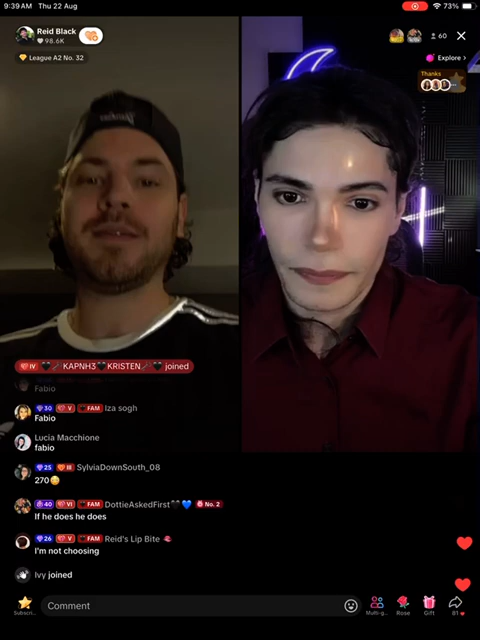 9:39 AM Thu 22 Aug
73%
Reid Black
98.6K
60
League A2 No. 32
Explore >
Thanks
IV KAPNH3🖤KRISTEN🖤 joined
Fabio
30 V FAM Iza sogh
Fabio
Lucia Macchione
fabio
25 III SylviaDownSouth_08
270😅
40 VI FAM DottieAskedFirst🖤💙 No. 2
If he does he does
26 V FAM Reid's Lip Bite 🫦
I'm not choosing
Ivy joined
Comment
Subscri...
Multi-g...
Rose
Gift
81